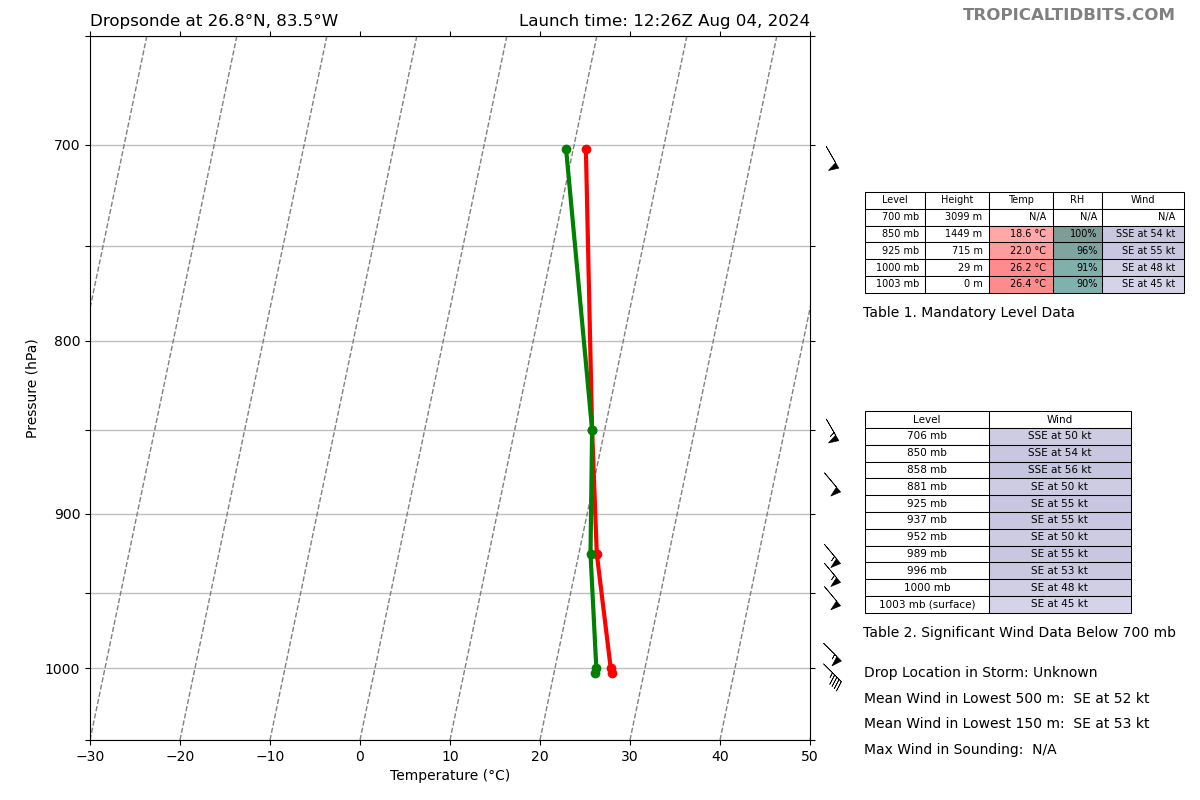 Dropsonde at 26.8°N, 83.5°W
Launch time: 12:26Z Aug 04, 2024
TROPICALTIDBITS.COM
Pressure (hPa)
700
800
900
1000
−30 −20 −10 0 10 20 30 40 50
Temperature (°C)
Level Height Temp RH Wind
700 mb 3099 m N/A N/A N/A
850 mb 1449 m 18.6 °C 100% SSE at 54 kt
925 mb 715 m 22.0 °C 96% SE at 55 kt
1000 mb 29 m 26.2 °C 91% SE at 48 kt
1003 mb 0 m 26.4 °C 90% SE at 45 kt
Table 1. Mandatory Level Data
Level Wind
706 mb SSE at 50 kt
850 mb SSE at 54 kt
858 mb SSE at 56 kt
881 mb SE at 50 kt
925 mb SE at 55 kt
937 mb SE at 55 kt
952 mb SE at 50 kt
989 mb SE at 55 kt
996 mb SE at 53 kt
1000 mb SE at 48 kt
1003 mb (surface) SE at 45 kt
Table 2. Significant Wind Data Below 700 mb
Drop Location in Storm: Unknown
Mean Wind in Lowest 500 m: SE at 52 kt
Mean Wind in Lowest 150 m: SE at 53 kt
Max Wind in Sounding: N/A